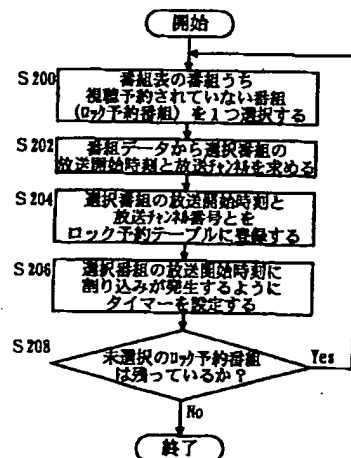 開始
S200
番組表の番組うち
視聴予約されていない番組
(ロック予約番組)を1つ選択する
S202
番組データから選択番組の
放送開始時刻と放送チャンネルを求める
S204
選択番組の放送開始時刻と
放送チャンネル番号とを
ロック予約テーブルに登録する
S206
選択番組の放送開始時刻に
割り込みが発生するように
タイマーを設定する
S208
未選択のロック予約番組
は残っているか?
Yes
No
終了